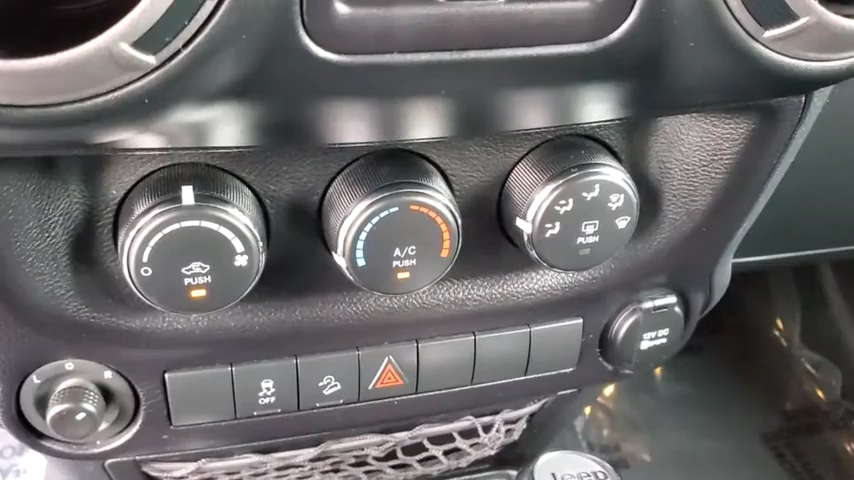 A/C
PUSH
PUSH
PUSH
O
L O R
OFF
12V DC
Jeep